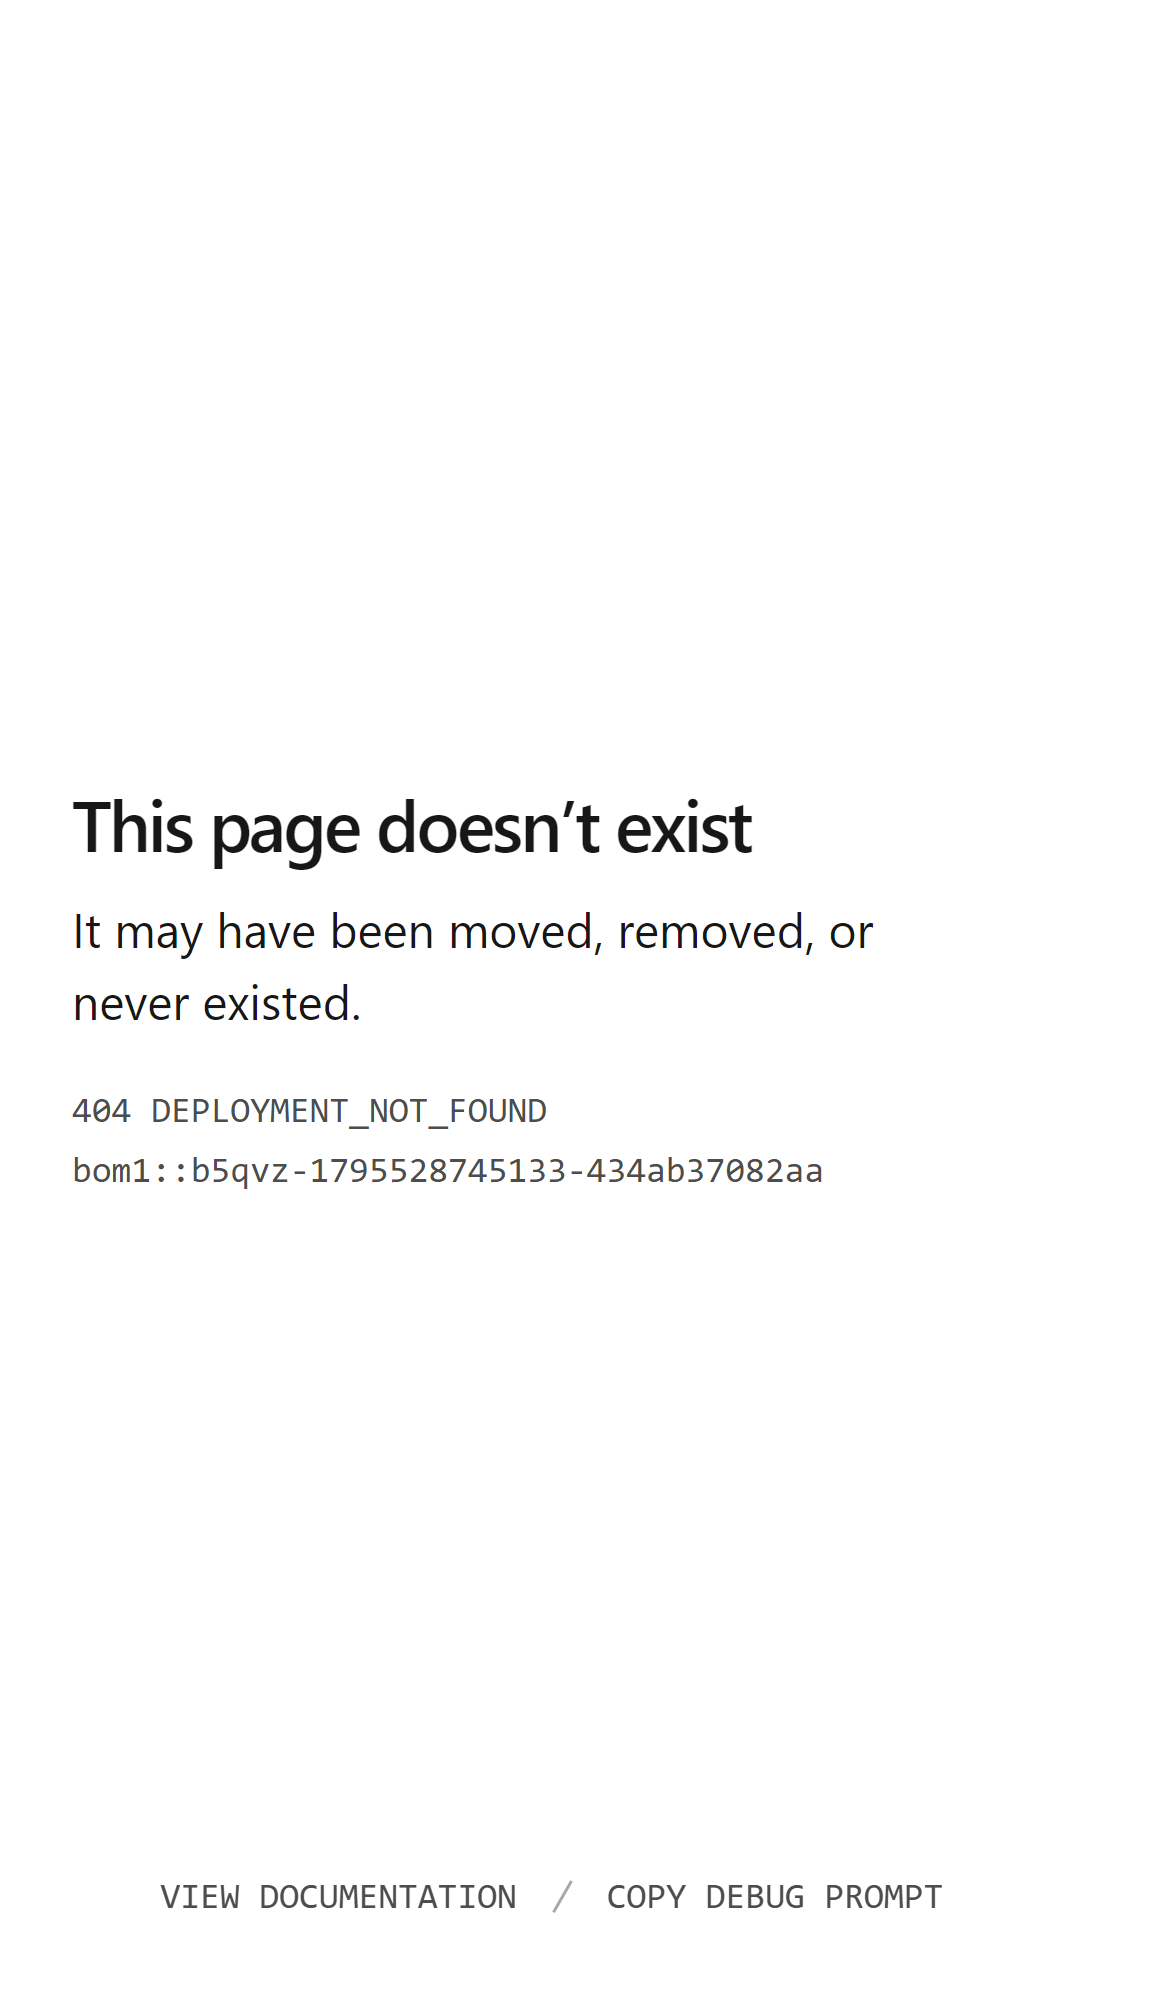 This page doesn’t exist
It may have been moved, removed, or
never existed.
404 DEPLOYMENT_NOT_FOUND
bom1::b5qvz-1795528745133-434ab37082aa
VIEW DOCUMENTATION / COPY DEBUG PROMPT